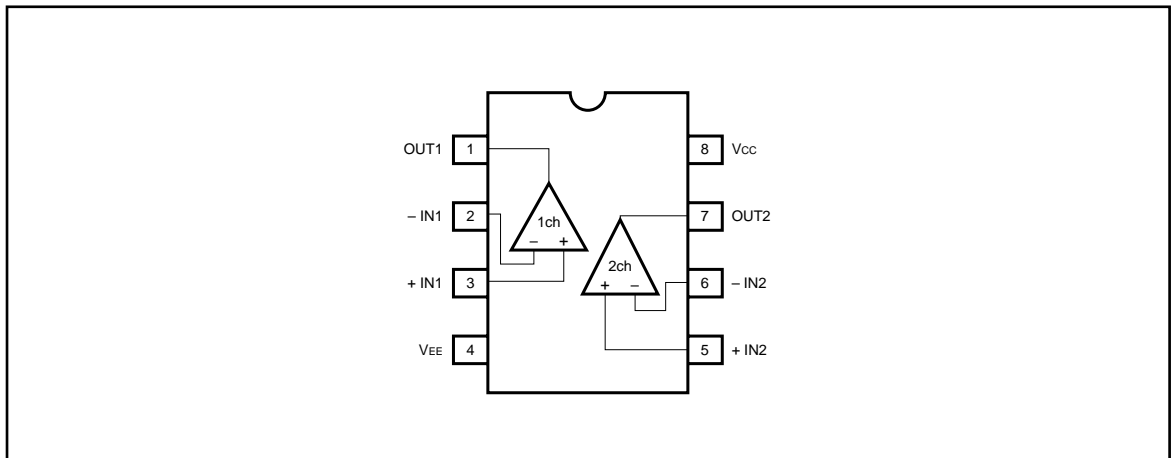 OUT1 1
8 Vcc
– IN1 2
7 OUT2
1ch
– +
+ IN1 3
2ch
+ –
6 – IN2
VEE 4
5 + IN2